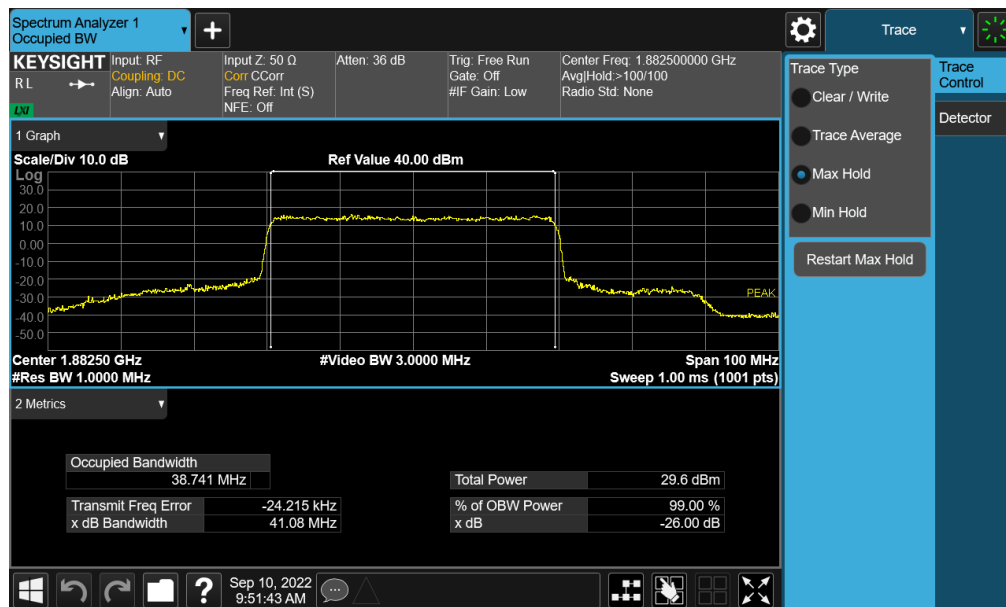 Spectrum Analyzer 1
Occupied BW
Trace
KEYSIGHT
R L
LXI
Input: RF
Coupling: DC
Align: Auto
Input Z: 50 Ω
Corr CCorr
Freq Ref: Int (S)
NFE: Off
Atten: 36 dB
Trig: Free Run
Gate: Off
#IF Gain: Low
Center Freq: 1.882500000 GHz
Avg|Hold:>100/100
Radio Std: None
Trace Type
Clear / Write
Trace Average
Max Hold
Min Hold
Restart Max Hold
Trace
Control
Detector
1 Graph
Scale/Div 10.0 dB
Ref Value 40.00 dBm
Log
30.0
20.0
10.0
0.00
-10.0
-20.0
-30.0
-40.0
-50.0
PEAK
Center 1.88250 GHz
#Video BW 3.0000 MHz
Span 100 MHz
#Res BW 1.0000 MHz
Sweep 1.00 ms (1001 pts)
2 Metrics
Occupied Bandwidth
38.741 MHz
Total Power 29.6 dBm
Transmit Freq Error -24.215 kHz
% of OBW Power 99.00 %
x dB Bandwidth 41.08 MHz
x dB -26.00 dB
?
Sep 10, 2022
9:51:43 AM